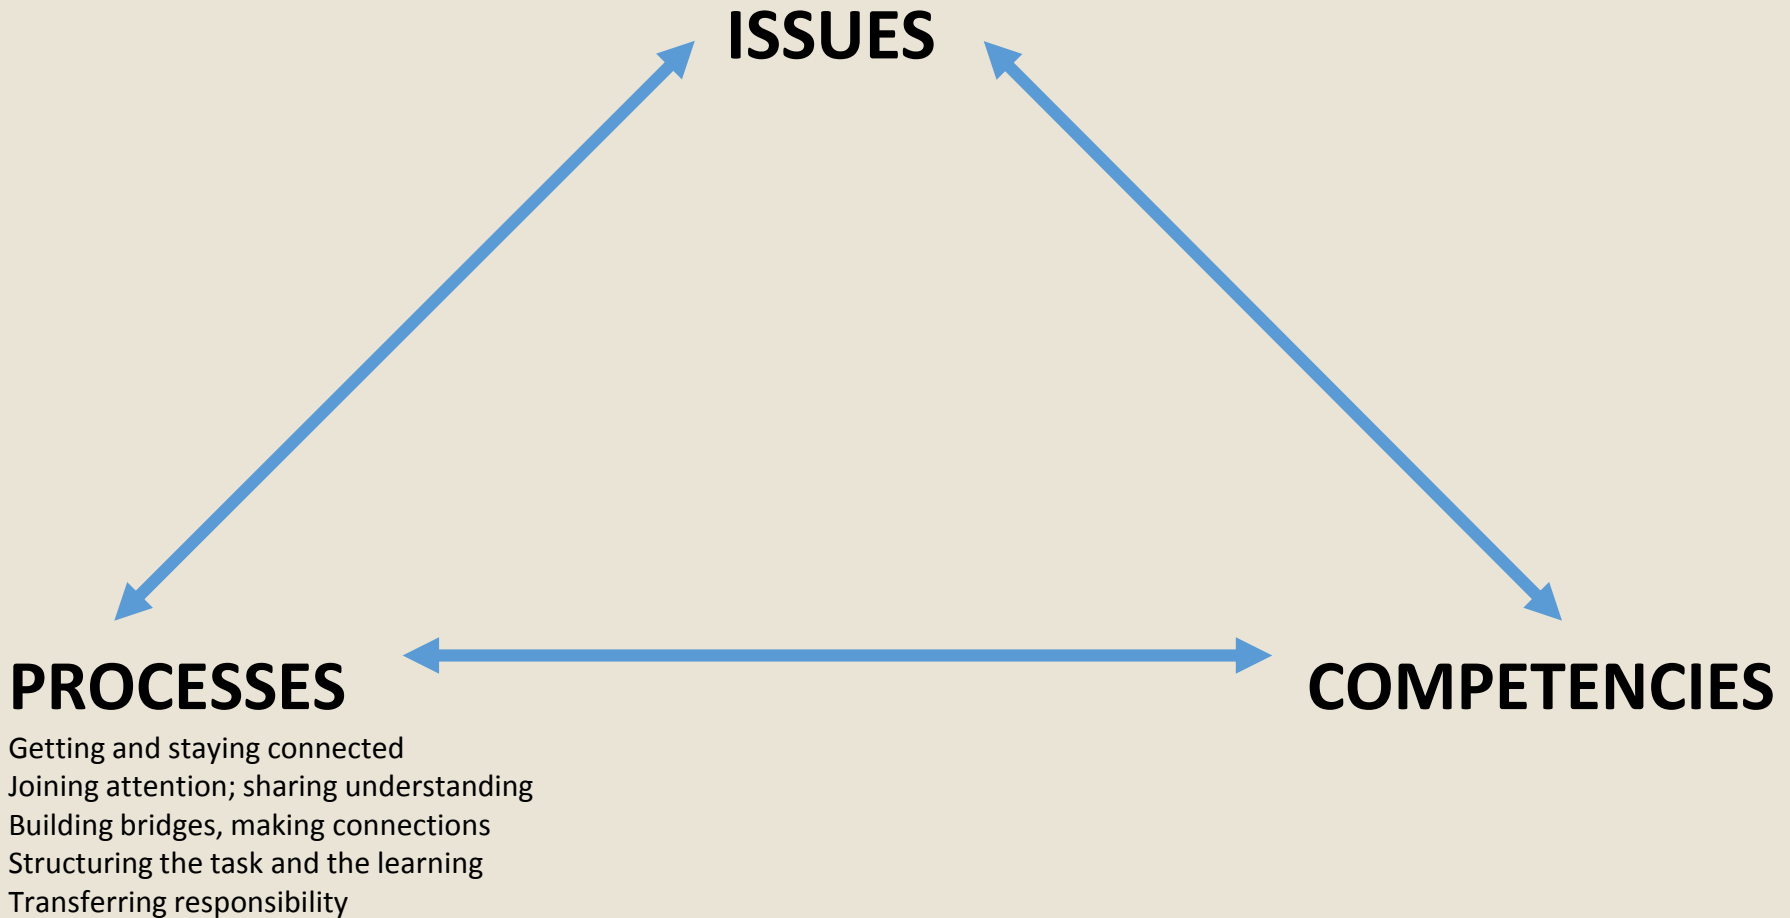 ISSUES
PROCESSES
COMPETENCIES
Getting and staying connected
Joining attention; sharing understanding
Building bridges, making connections
Structuring the task and the learning
Transferring responsibility